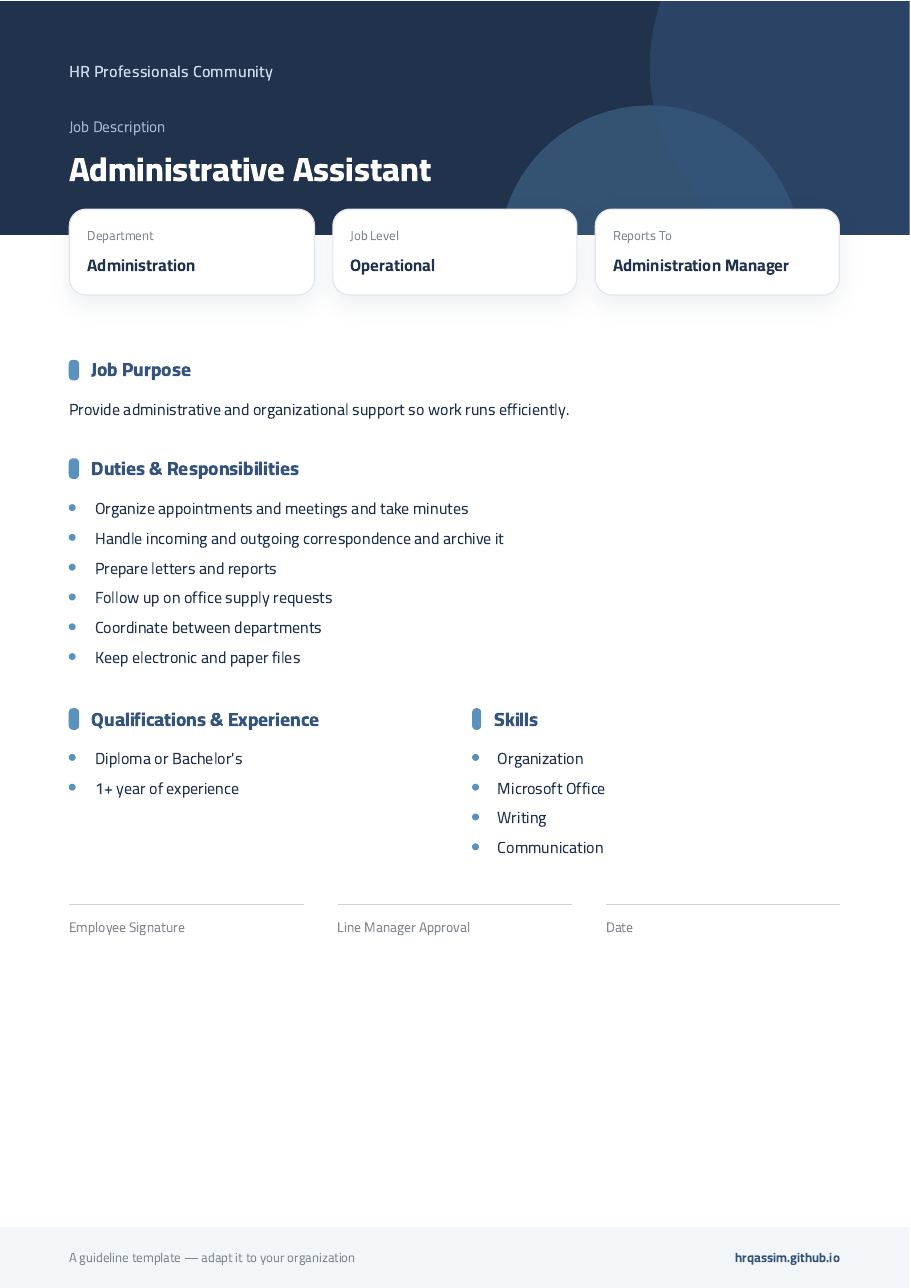 HR Professionals Community
Job Description
Administrative Assistant
Department
Administration
Job Level
Operational
Reports To
Administration Manager
Job Purpose
Provide administrative and organizational support so work runs efficiently.
Duties & Responsibilities
Organize appointments and meetings and take minutes
Handle incoming and outgoing correspondence and archive it
Prepare letters and reports
Follow up on office supply requests
Coordinate between departments
Keep electronic and paper files
Qualifications & Experience
Diploma or Bachelor's
1+ year of experience
Skills
Organization
Microsoft Office
Writing
Communication
Employee Signature
Line Manager Approval
Date
A guideline template — adapt it to your organization
hrqassim.github.io